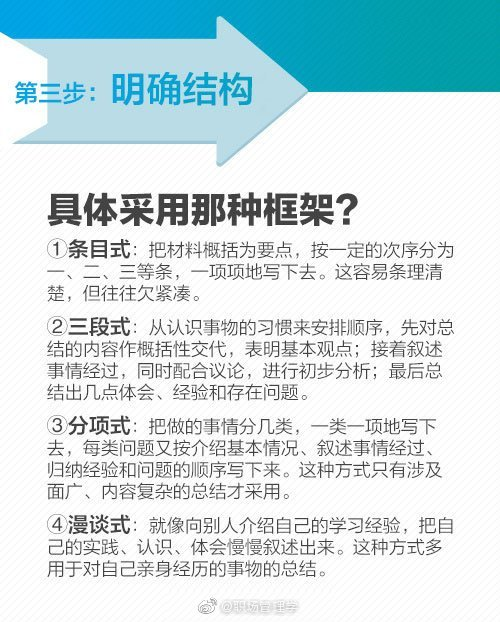 第三步：明确结构
具体采用那种框架？
①条目式：把材料概括为要点，按一定的次序分为
一、二、三等条，一项项地写下去。这容易条理清
楚，但往往欠紧凑。
②三段式：从认识事物的习惯来安排顺序，先对总
结的内容作概括性交代，表明基本观点；接着叙述
事情经过，同时配合议论，进行初步分析；最后总
结出几点体会、经验和存在问题。
③分项式：把做的事情分几类，一类一项地写下
去，每类问题又按介绍基本情况、叙述事情经过、
归纳经验和问题的顺序写下来。这种方式只有涉及
面广、内容复杂的总结才采用。
④漫谈式：就像向别人介绍自己的学习经验，把自
己的实践、认识、体会慢慢叙述出来。这种方式多
用于对自己亲身经历的事物的总结。
@职场管理学